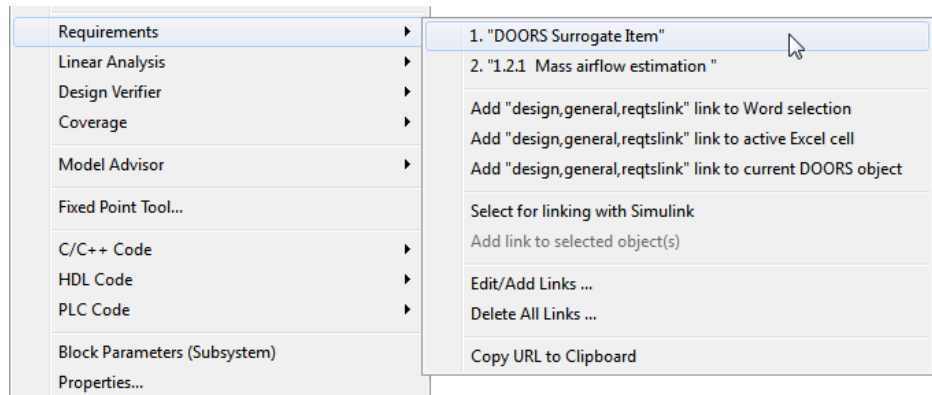 Requirements
Linear Analysis
Design Verifier
Coverage
Model Advisor
Fixed Point Tool...
C/C++ Code
HDL Code
PLC Code
Block Parameters (Subsystem)
Properties...
1. "DOORS Surrogate Item"
2. "1.2.1  Mass airflow estimation "
Add "design,general,reqtslink" link to Word selection
Add "design,general,reqtslink" link to active Excel cell
Add "design,general,reqtslink" link to current DOORS object
Select for linking with Simulink
Add link to selected object(s)
Edit/Add Links ...
Delete All Links ...
Copy URL to Clipboard